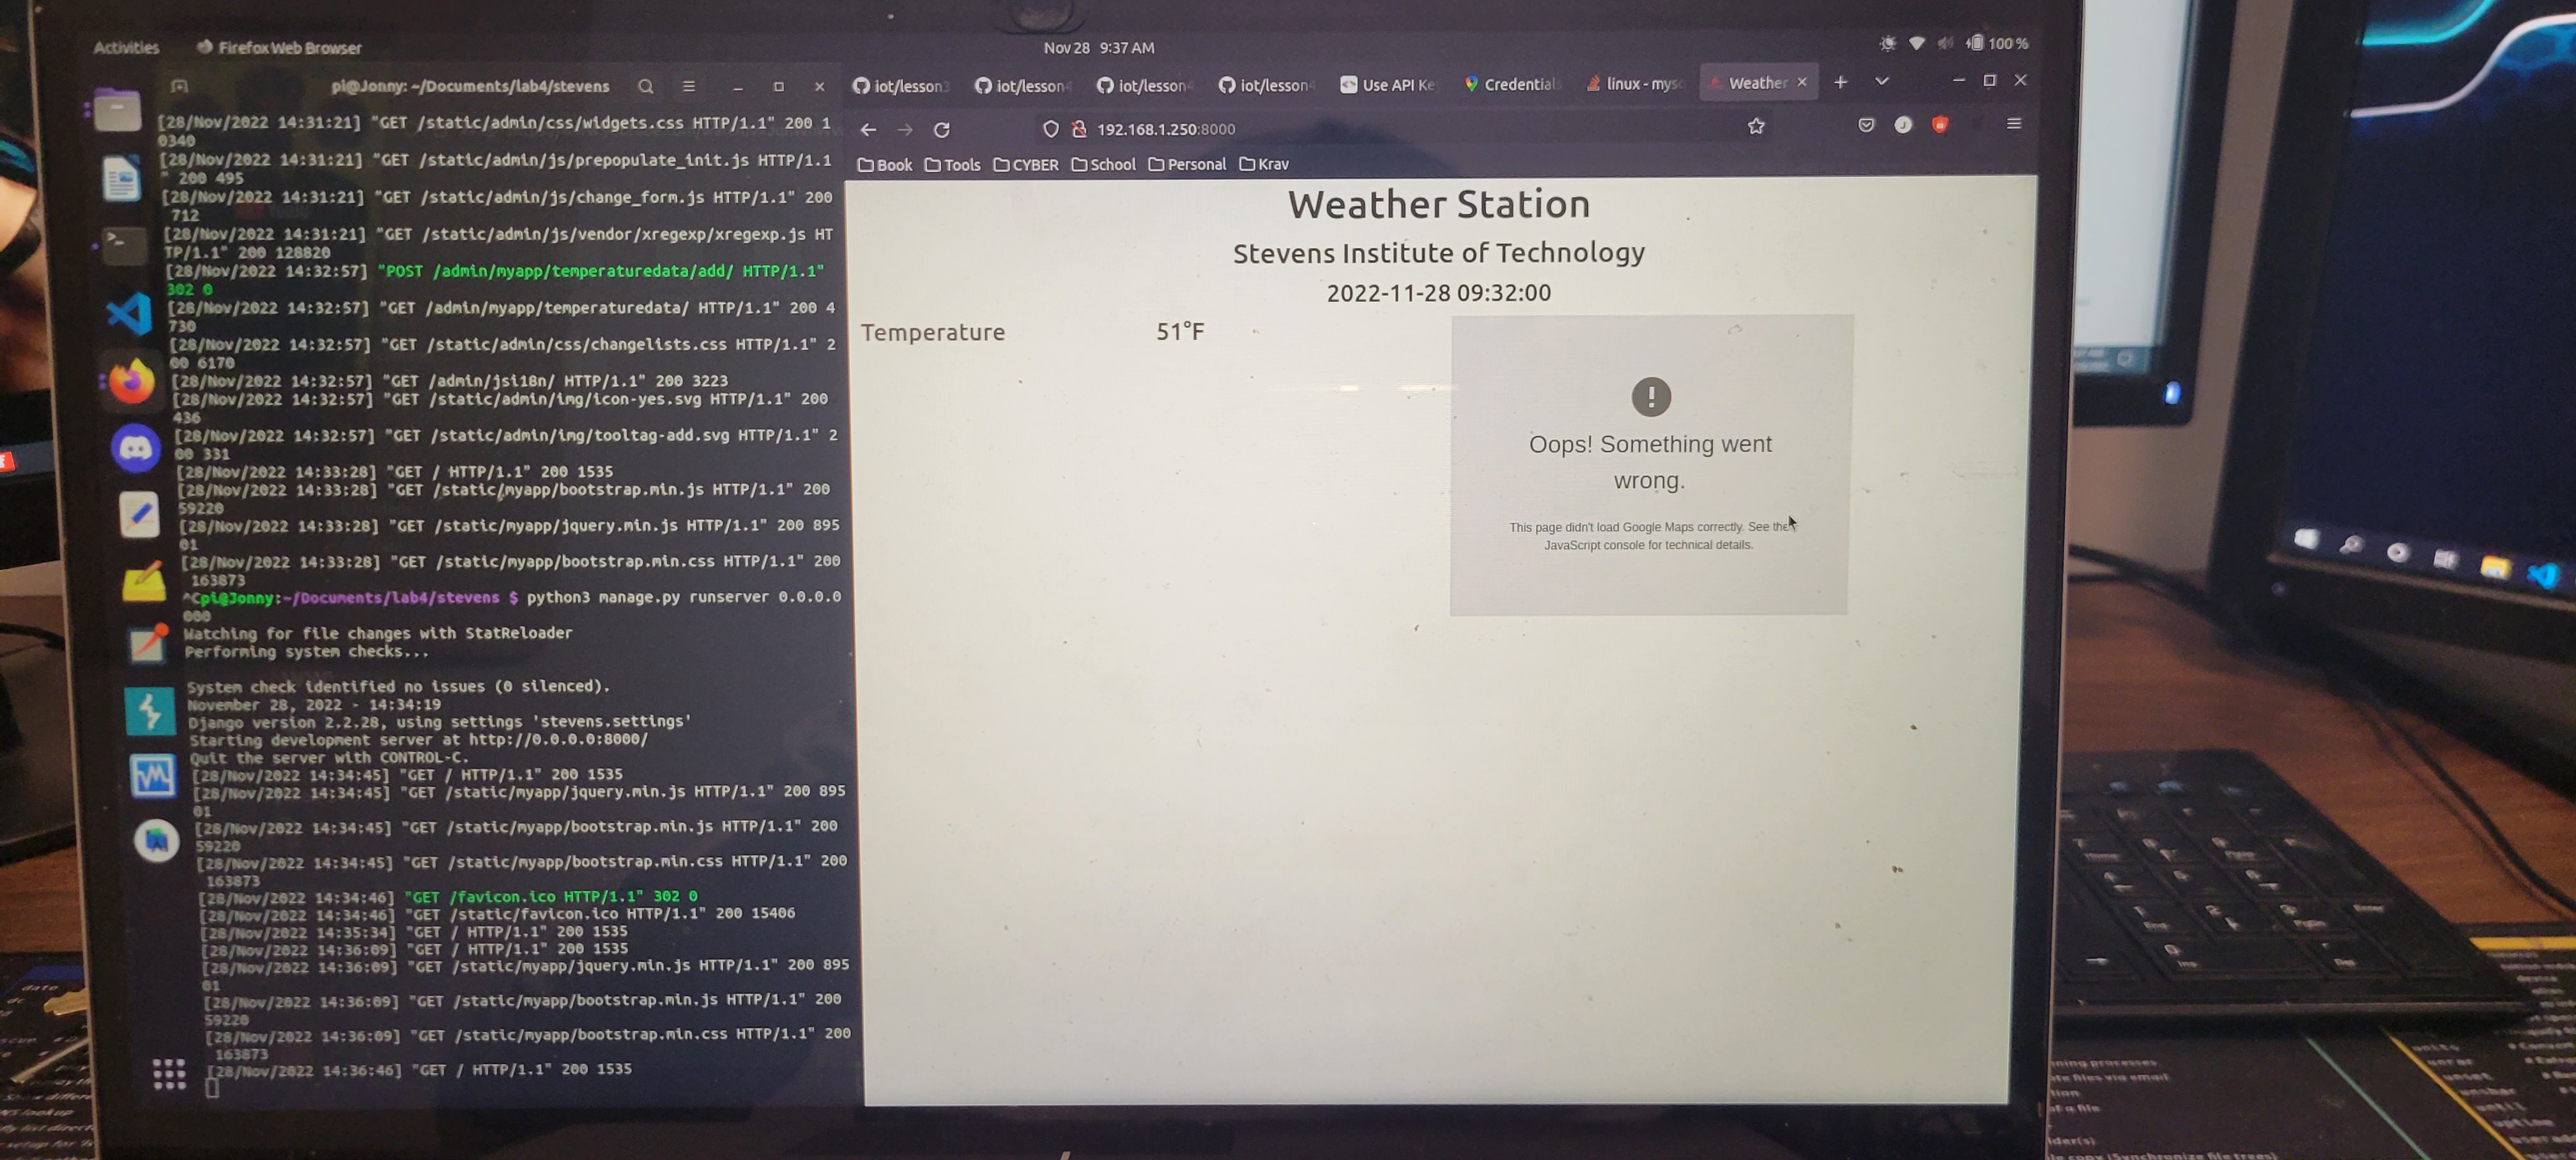 Activities
Firefox Web Browser
Nov 28 9:37 AM
100 %
pi@Jonny: ~/Documents/lab4/stevens
[28/Nov/2022 14:31:21] "GET /static/admin/css/widgets.css HTTP/1.1" 200 1
0340
[28/Nov/2022 14:31:21] "GET /static/admin/js/prepopulate_init.js HTTP/1.1
" 200 495
[28/Nov/2022 14:31:21] "GET /static/admin/js/change_form.js HTTP/1.1" 200
712
[28/Nov/2022 14:31:21] "GET /static/admin/js/vendor/xregexp/xregexp.js HT
TP/1.1" 200 128820
[28/Nov/2022 14:32:57] "POST /admin/myapp/temperaturedata/add/ HTTP/1.1"
302 0
[28/Nov/2022 14:32:57] "GET /admin/myapp/temperaturedata/ HTTP/1.1" 200 4
730
[28/Nov/2022 14:32:57] "GET /static/admin/css/changelists.css HTTP/1.1" 2
00 6170
[28/Nov/2022 14:32:57] "GET /admin/jsi18n/ HTTP/1.1" 200 3223
[28/Nov/2022 14:32:57] "GET /static/admin/img/icon-yes.svg HTTP/1.1" 200
436
[28/Nov/2022 14:32:57] "GET /static/admin/img/tooltag-add.svg HTTP/1.1" 2
00 331
[28/Nov/2022 14:33:28] "GET / HTTP/1.1" 200 1535
[28/Nov/2022 14:33:28] "GET /static/myapp/bootstrap.min.js HTTP/1.1" 200
59220
[28/Nov/2022 14:33:28] "GET /static/myapp/jquery.min.js HTTP/1.1" 200 895
01
[28/Nov/2022 14:33:28] "GET /static/myapp/bootstrap.min.css HTTP/1.1" 200
163873
^Cpi@Jonny:~/Documents/lab4/stevens $ python3 manage.py runserver 0.0.0.0
000
Watching for file changes with StatReloader
Performing system checks...
System check identified no issues (0 silenced).
November 28, 2022 - 14:34:19
Django version 2.2.28, using settings 'stevens.settings'
Starting development server at http://0.0.0.0:8000/
Quit the server with CONTROL-C.
[28/Nov/2022 14:34:45] "GET / HTTP/1.1" 200 1535
[28/Nov/2022 14:34:45] "GET /static/myapp/jquery.min.js HTTP/1.1" 200 895
01
[28/Nov/2022 14:34:45] "GET /static/myapp/bootstrap.min.js HTTP/1.1" 200
59220
[28/Nov/2022 14:34:45] "GET /static/myapp/bootstrap.min.css HTTP/1.1" 200
163873
[28/Nov/2022 14:34:46] "GET /favicon.ico HTTP/1.1" 302 0
[28/Nov/2022 14:34:46] "GET /static/favicon.ico HTTP/1.1" 200 15406
[28/Nov/2022 14:35:34] "GET / HTTP/1.1" 200 1535
[28/Nov/2022 14:36:09] "GET / HTTP/1.1" 200 1535
[28/Nov/2022 14:36:09] "GET /static/myapp/jquery.min.js HTTP/1.1" 200 895
01
[28/Nov/2022 14:36:09] "GET /static/myapp/bootstrap.min.js HTTP/1.1" 200
59220
[28/Nov/2022 14:36:09] "GET /static/myapp/bootstrap.min.css HTTP/1.1" 200
163873
[28/Nov/2022 14:36:46] "GET / HTTP/1.1" 200 1535
iot/lesson3 iot/lesson4 iot/lesson4 iot/lesson4 Use API Ke Credentials linux - mysq Weather
192.168.1.250:8000
Book Tools CYBER School Personal Krav
Weather Station
Stevens Institute of Technology
2022-11-28 09:32:00
Temperature 51°F
Oops! Something went
wrong.
This page didn't load Google Maps correctly. See the
JavaScript console for technical details.